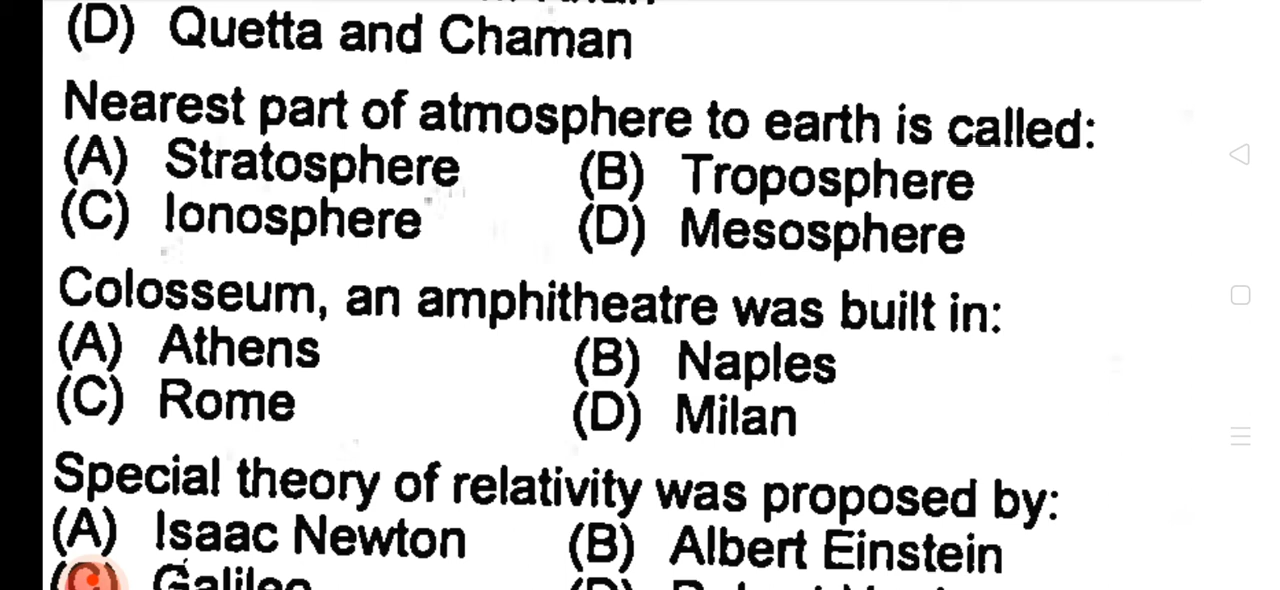 (D) Quetta and Chaman
Nearest part of atmosphere to earth is called:
(A) Stratosphere (B) Troposphere
(C) Ionosphere (D) Mesosphere
Colosseum, an amphitheatre was built in:
(A) Athens (B) Naples
(C) Rome (D) Milan
Special theory of relativity was proposed by:
(A) Isaac Newton (B) Albert Einstein
(C) Galileo (D)